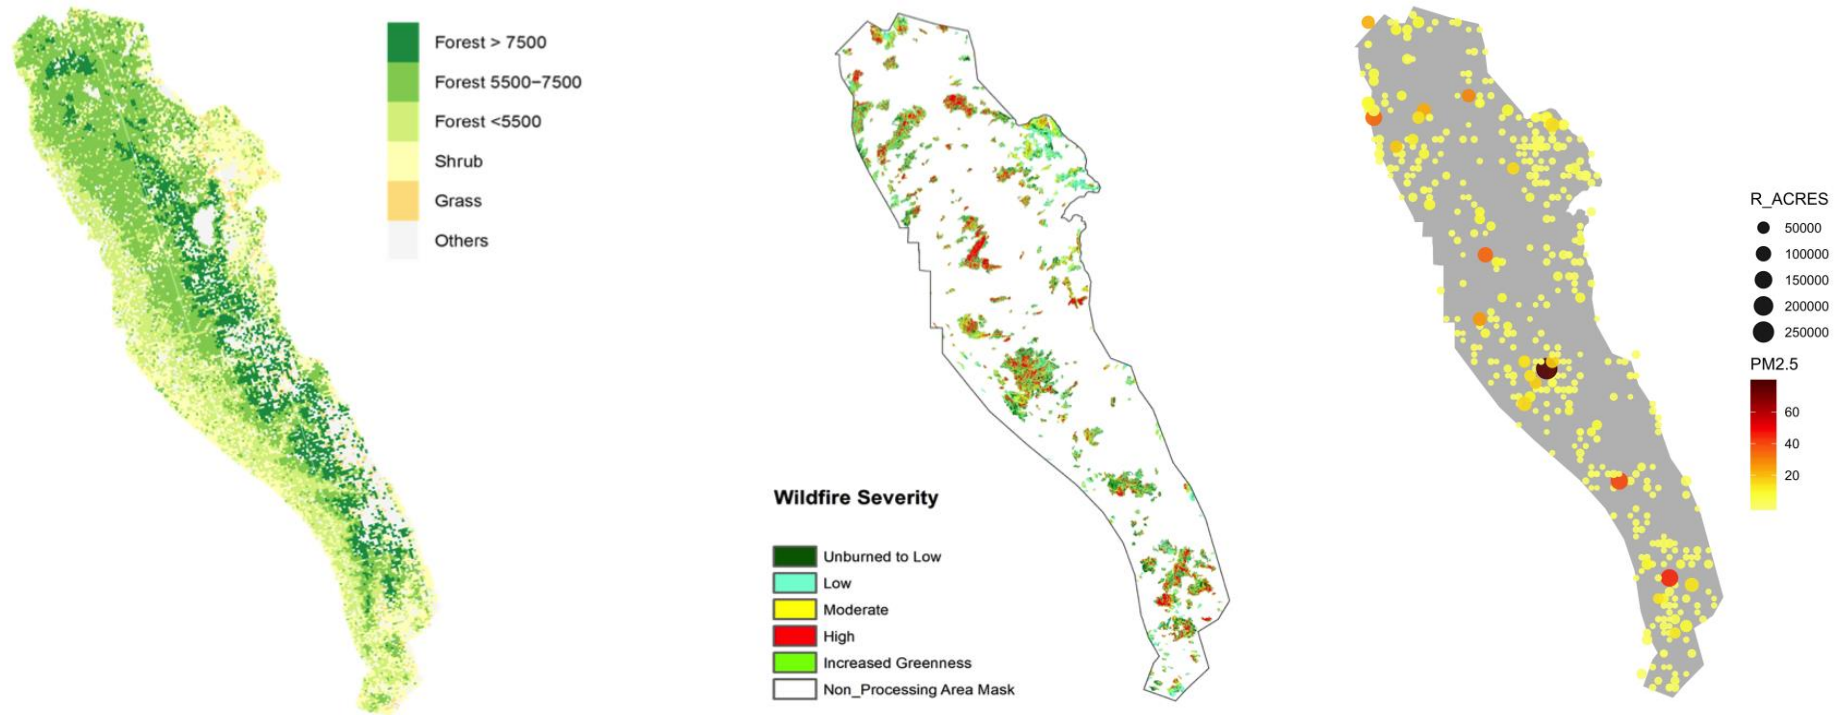 Forest > 7500
Forest 5500−7500
Forest <5500
Shrub
Grass
Others
Wildfire Severity
Unburned to Low
Low
Moderate
High
Increased Greenness
Non_Processing Area Mask
R_ACRES
50000
100000
150000
200000
250000
PM2.5
60
40
20